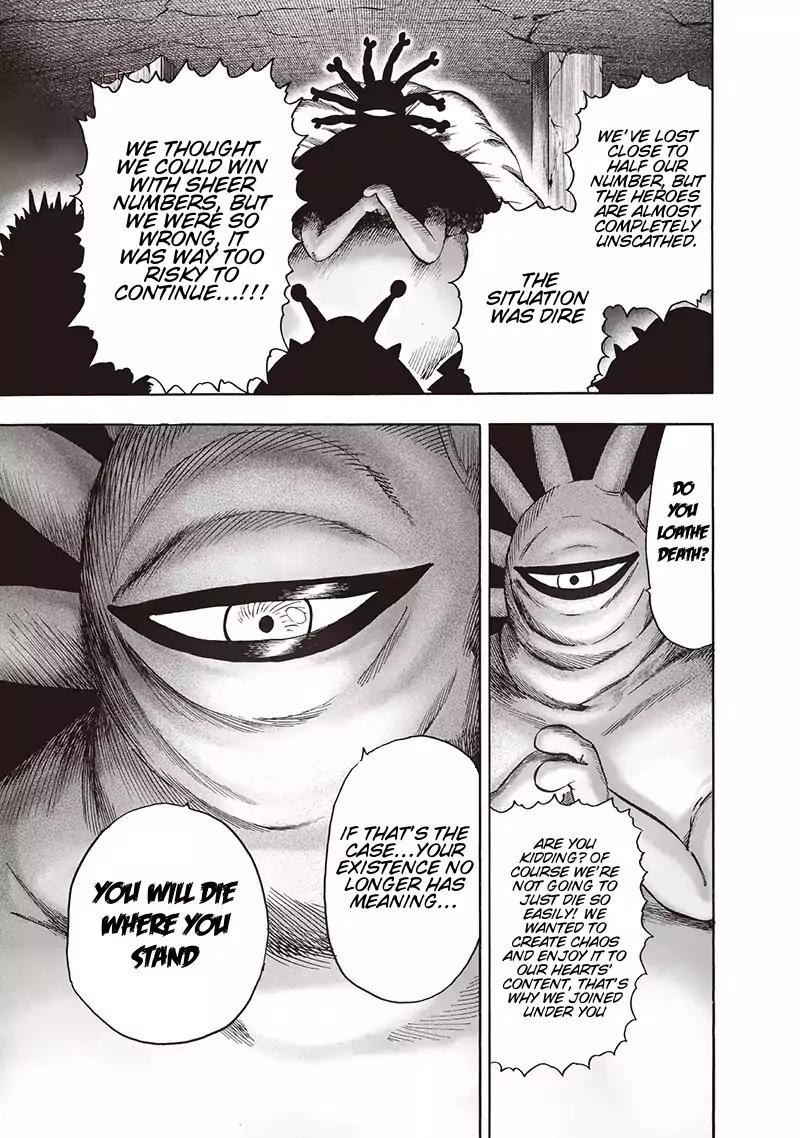 WE'VE LOST
CLOSE TO
HALF OUR
NUMBER, BUT
THE HEROES
ARE ALMOST
COMPLETELY
UNSCATHED.
THE
SITUATION
WAS DIRE
WE THOUGHT
WE COULD WIN
WITH SHEER
NUMBERS, BUT
WE WERE SO
WRONG, IT
WAS WAY TOO
RISKY TO
CONTINUE...!!!
DO
YOU
LOATHE
DEATH?
ARE YOU
KIDDING? OF
COURSE WE'RE
NOT GOING TO
JUST DIE SO
EASILY! WE
WANTED TO
CREATE CHAOS
AND ENJOY IT TO
OUR HEARTS'
CONTENT, THAT'S
WHY WE JOINED
UNDER YOU
IF THAT'S THE
CASE...YOUR
EXISTENCE NO
LONGER HAS
MEANING...
YOU WILL DIE
WHERE YOU
STAND